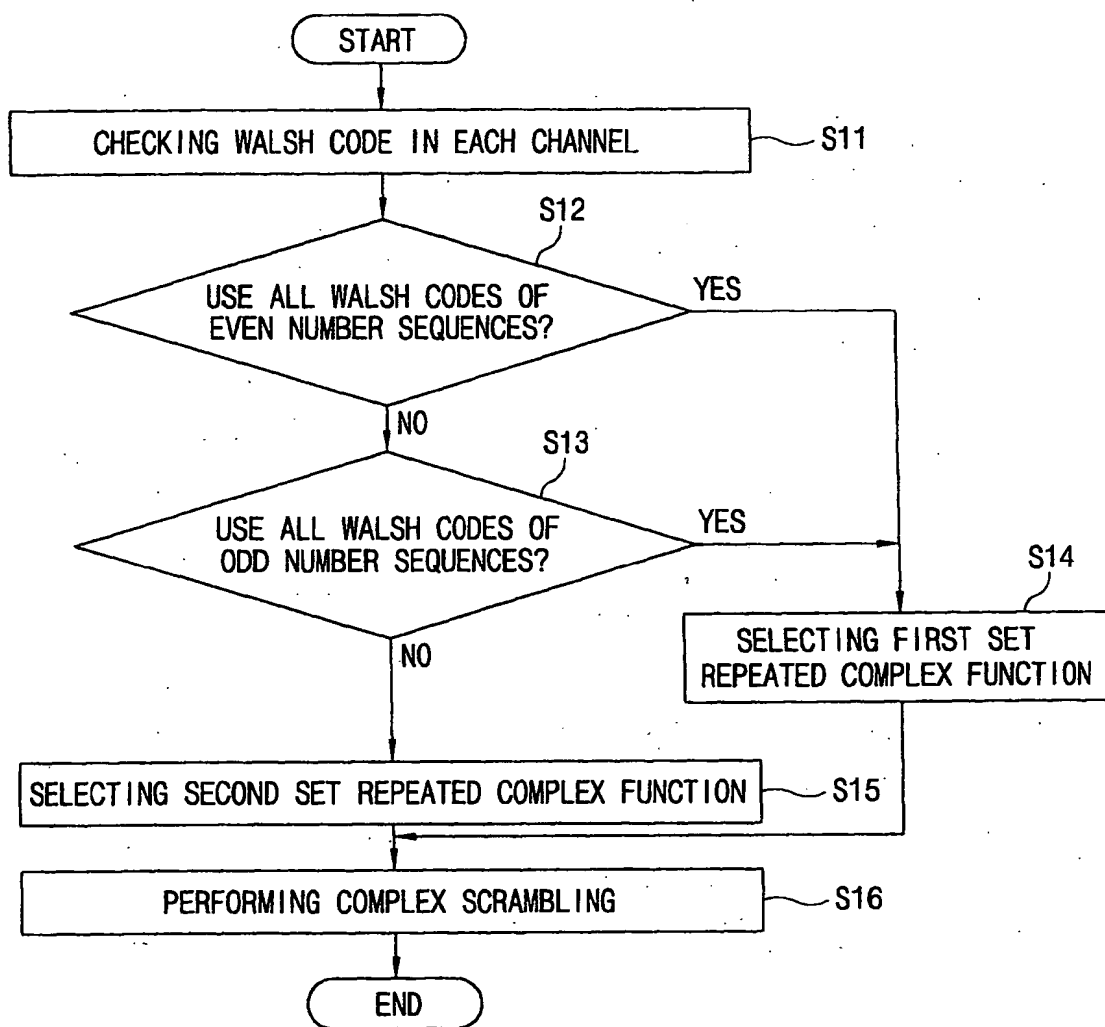 START
CHECKING WALSH CODE IN EACH CHANNEL
S11
S12
USE ALL WALSH CODES OF
EVEN NUMBER SEQUENCES?
YES
NO
S13
USE ALL WALSH CODES OF
ODD NUMBER SEQUENCES?
YES
NO
S14
SELECTING FIRST SET
REPEATED COMPLEX FUNCTION
SELECTING SECOND SET REPEATED COMPLEX FUNCTION
S15
PERFORMING COMPLEX SCRAMBLING
S16
END